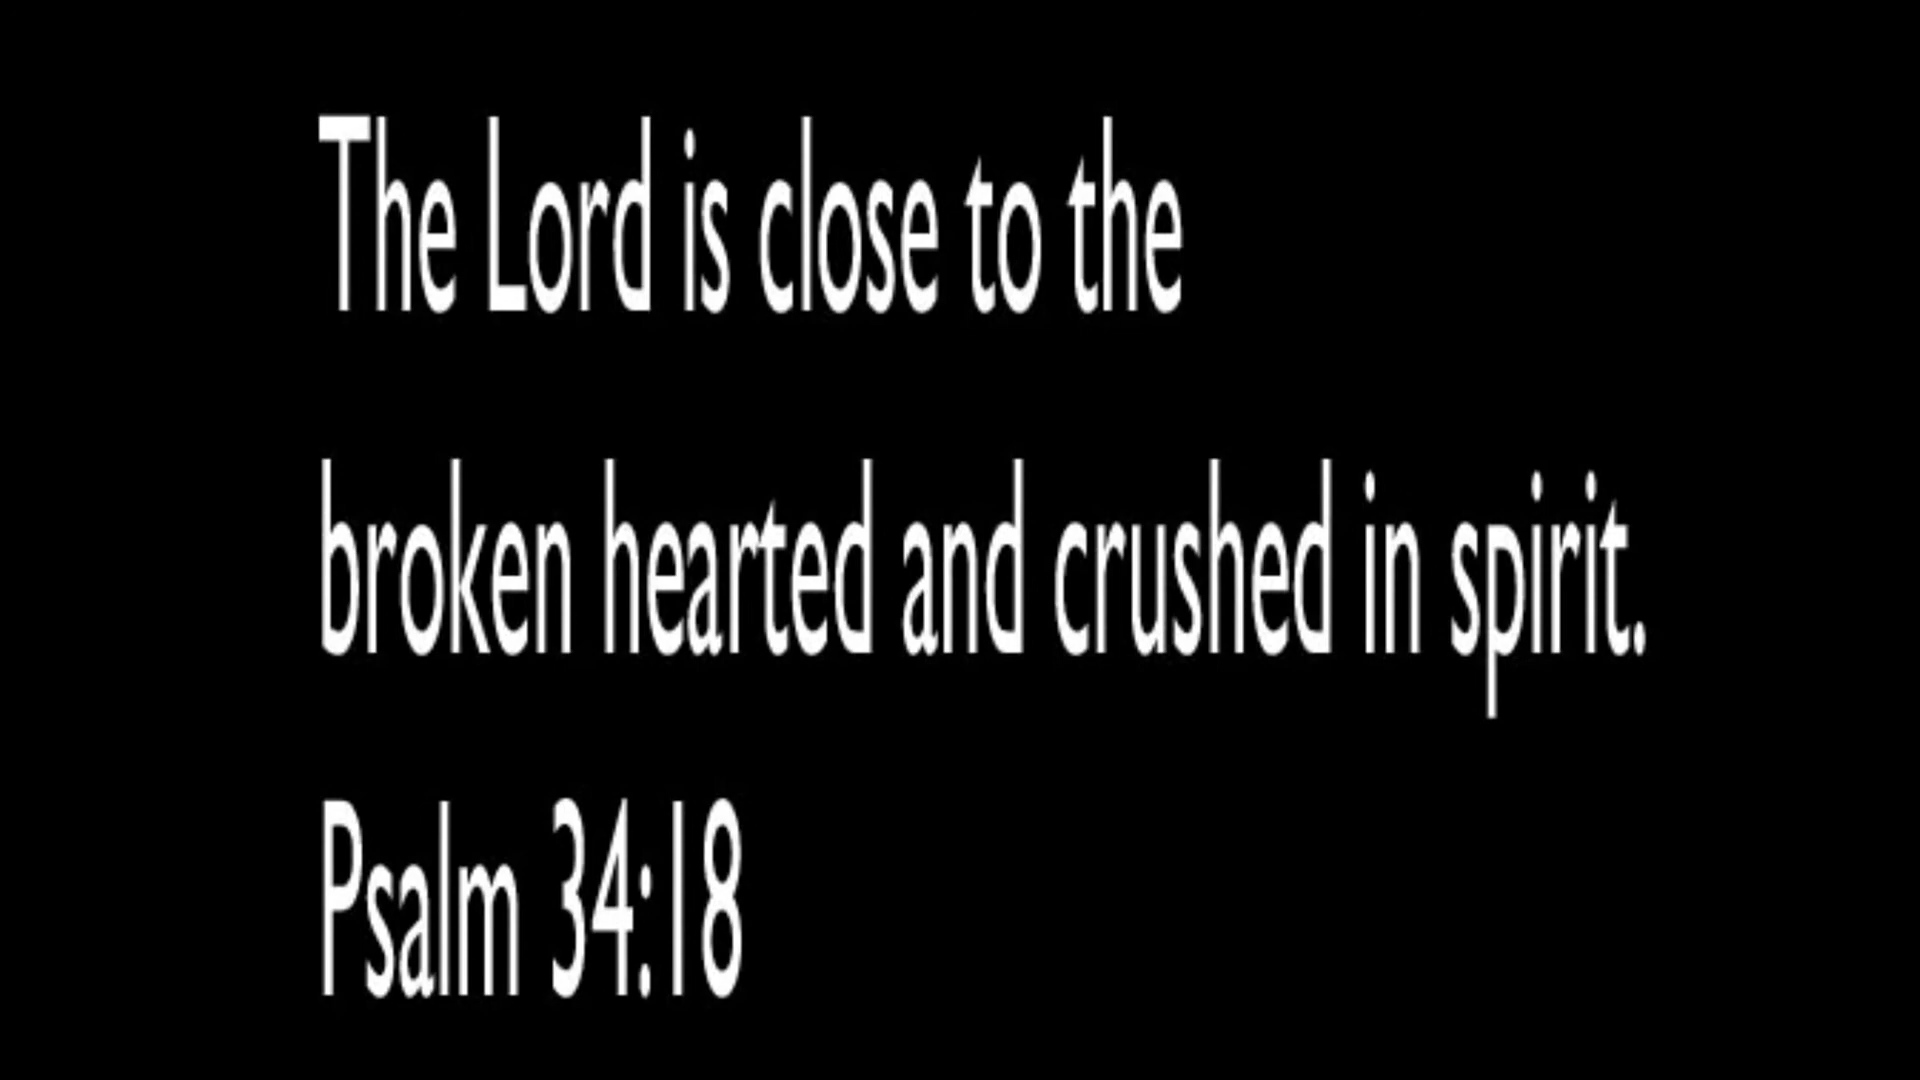 The Lord is close to the
broken hearted and crushed in spirit.
Psalm 34:18